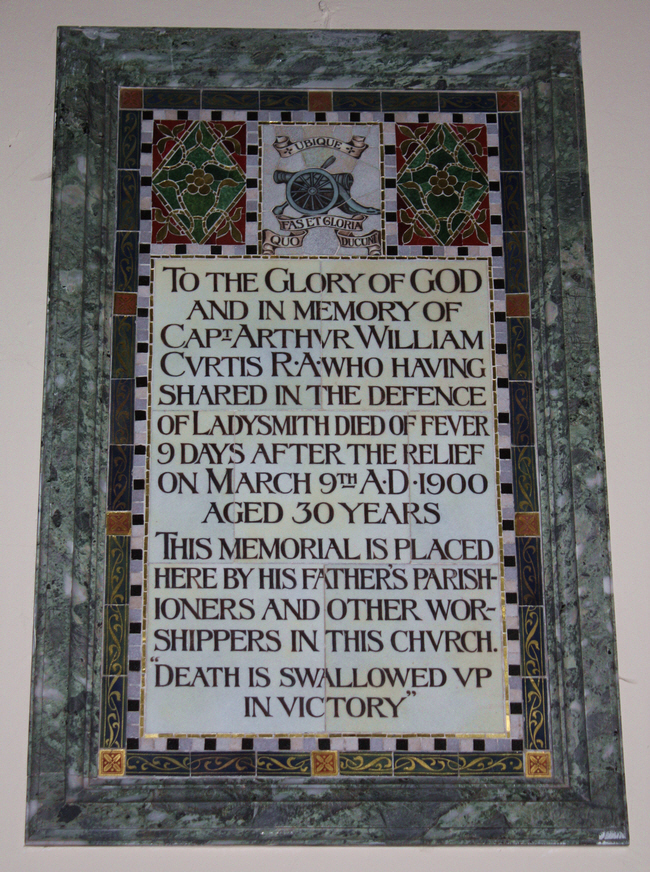 UBIQUE
FAS ET GLORIA
QUO DUCUNT
TO THE GLORY OF GOD
AND IN MEMORY OF
CAPT ARTHVR WILLIAM
CVRTIS R·A·WHO HAVING
SHARED IN THE DEFENCE
OF LADYSMITH DIED OF FEVER
9 DAYS AFTER THE RELIEF
ON MARCH 9TH A·D·1900
AGED 30 YEARS
THIS MEMORIAL IS PLACED
HERE BY HIS FATHER'S PARISH-
IONERS AND OTHER WOR-
SHIPPERS IN THIS CHVRCH.
"DEATH IS SWALLOWED VP
IN VICTORY"